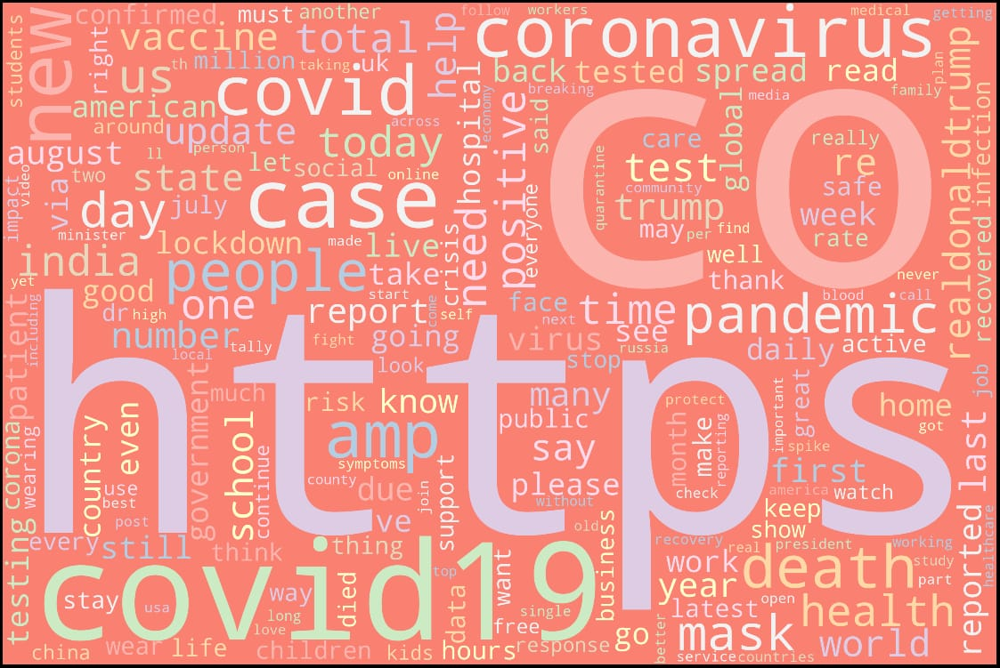 students
new
right
confirmed
must
another
follow
workers
medical
getting
vaccine
total
help
coronavirus
us
th
million
taking
uk
covid
back
tested
spread
read
plan
american
around
update
person
across
hospital
economy
breaking
said
media
family
realdonaldtrump
infection
august
ll
today
positive
co
care
test
global
really
re
impact
video
via
two
state
let
social
online
case
need
everyone
quarantine
community
safe
day
july
trump
week
minister
lockdown
made
live
crisis
may
per
find
rate
recovered
india
people
take
well
yet
good
one
start
thank
never
patient
including
dr
high
report
come
self
face
next
time
see
virus
pandemic
blood
call
number
tally
fight
going
stop
russia
daily
active
job
local
look
https
government
much
risk
know
many
protect
important
great
home
got
corona
wearing
country
even
school
continue
amp
symptoms
public
say
month
make
reporting
spike
first
last
use
best
post
county
due
join
support
please
without
check
america
watch
testing
every
still
think
ve
thing
old
keep
show
reported
healthcare
covid19
want
business
recovery
real
president
working
work
death
study
part
stay
usa
way
long
love
died
data
top
single
free
year
latest
open
health
china
wear
life
children
kids
hours
response
go
better
mask
service
countries
world